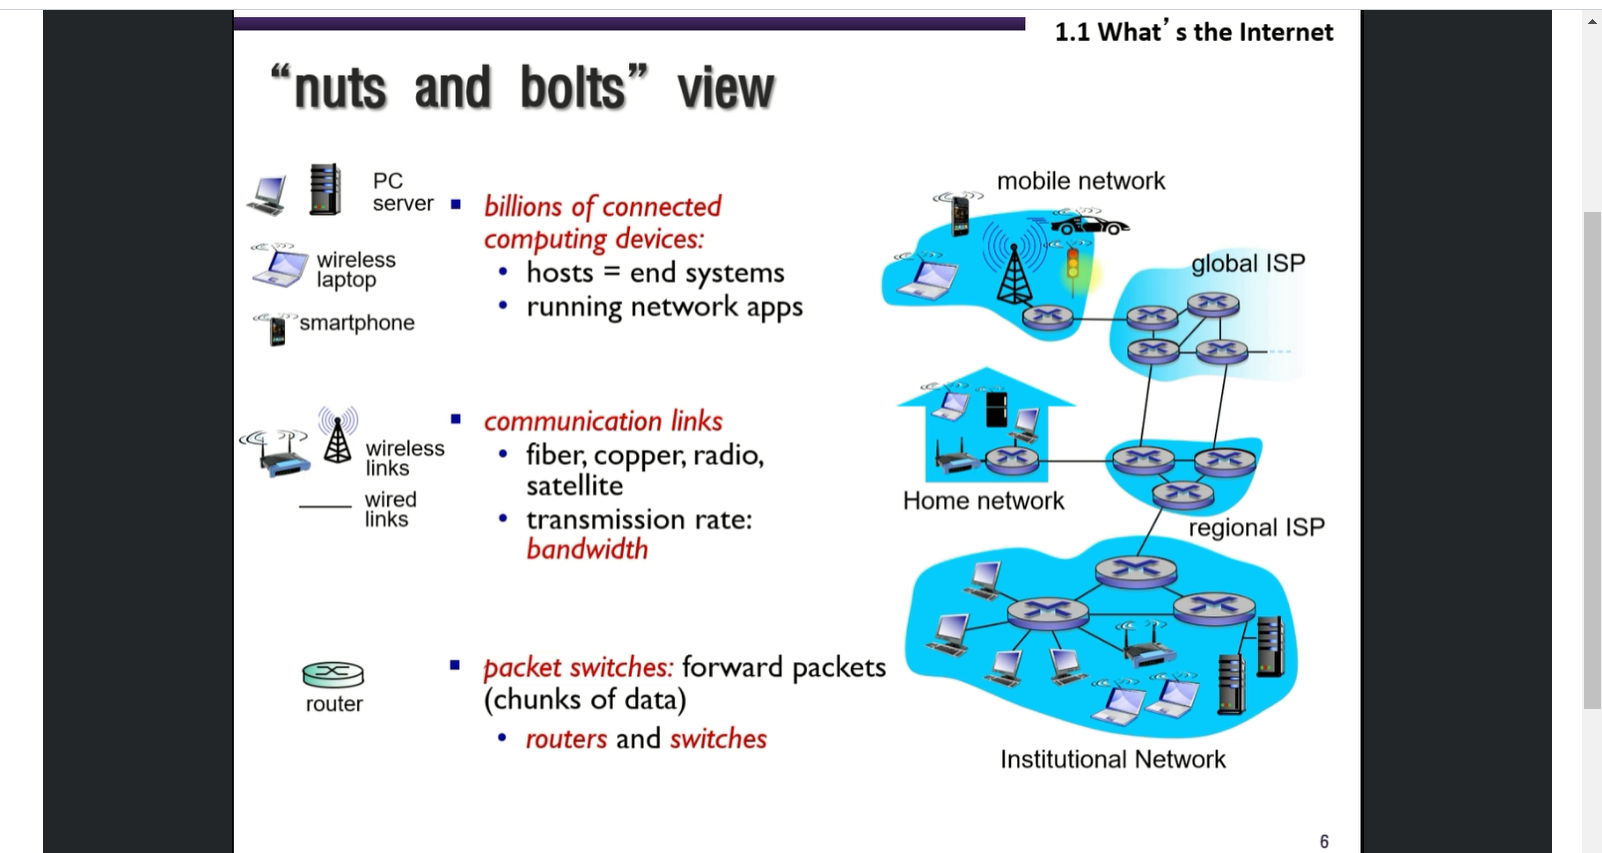 1.1 What’s the Internet
“nuts and bolts” view
PC
server
wireless
laptop
smartphone
billions of connected
computing devices:
hosts = end systems
running network apps
wireless
links
wired
links
communication links
fiber, copper, radio,
satellite
transmission rate:
bandwidth
router
packet switches: forward packets
(chunks of data)
routers and switches
mobile network
global ISP
Home network
regional ISP
Institutional Network
6